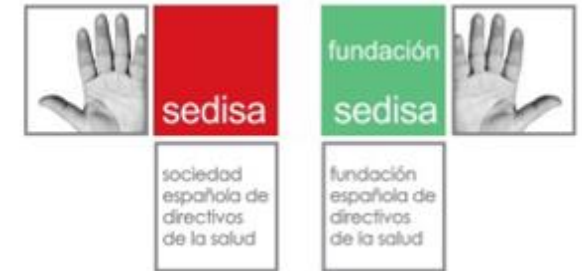 sedisa
sociedad
española de
directivos
de la salud
fundación
sedisa
fundación
española de
directivos
de la salud